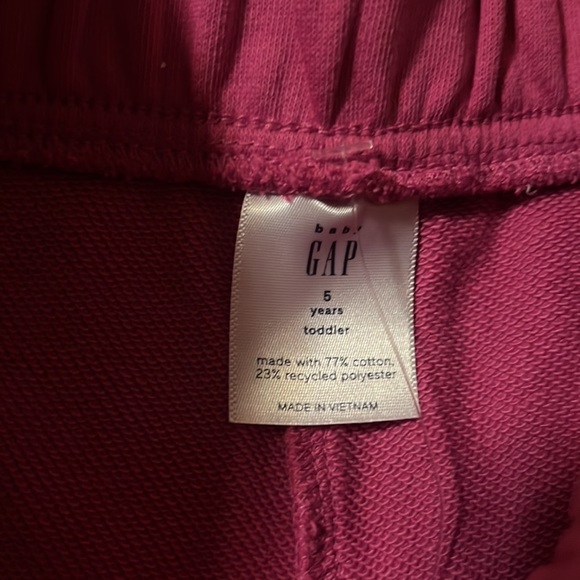 baby
GAP
5
years
toddler
made with 77% cotton,
23% recycled polyester
MADE IN VIETNAM